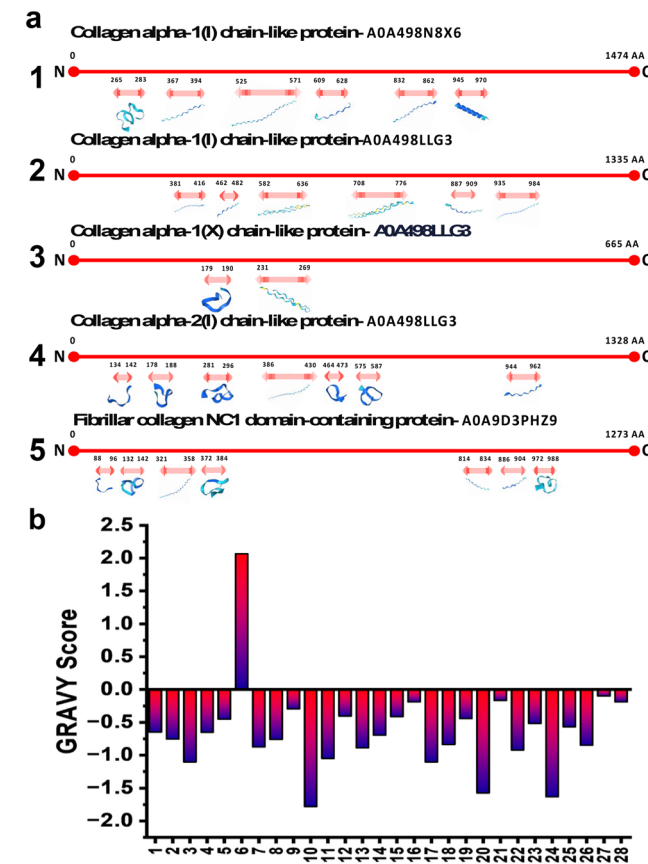 a
Collagen alpha-1(I) chain-like protein- A0A498N8X6
0 1474 AA
1 N C
265 283 367 394 525 571 609 628 832 862 945 970
Collagen alpha-1(I) chain-like protein-A0A498LLG3
0 1335 AA
2 N C
381 416 462 482 582 636 708 776 887 909 935 984
Collagen alpha-1(X) chain-like protein- A0A498LLG3
0 665 AA
3 N C
179 190 231 269
Collagen alpha-2(I) chain-like protein- A0A498LLG3
0 1328 AA
4 N C
134 142 178 188 281 296 386 430 464 473 575 587 944 962
Fibrillar collagen NC1 domain-containing protein- A0A9D3PHZ9
0 1273 AA
5 N C
88 96 132 142 321 358 372 384 814 834 886 904 972 988
b
GRAVY Score
2.5
2.0
1.5
1.0
0.5
0.0
−0.5
−1.0
−1.5
−2.0
1 2 3 4 5 6 7 8 9 10 11 12 13 14 15 16 17 18 19 20 21 22 23 24 25 26 27 28